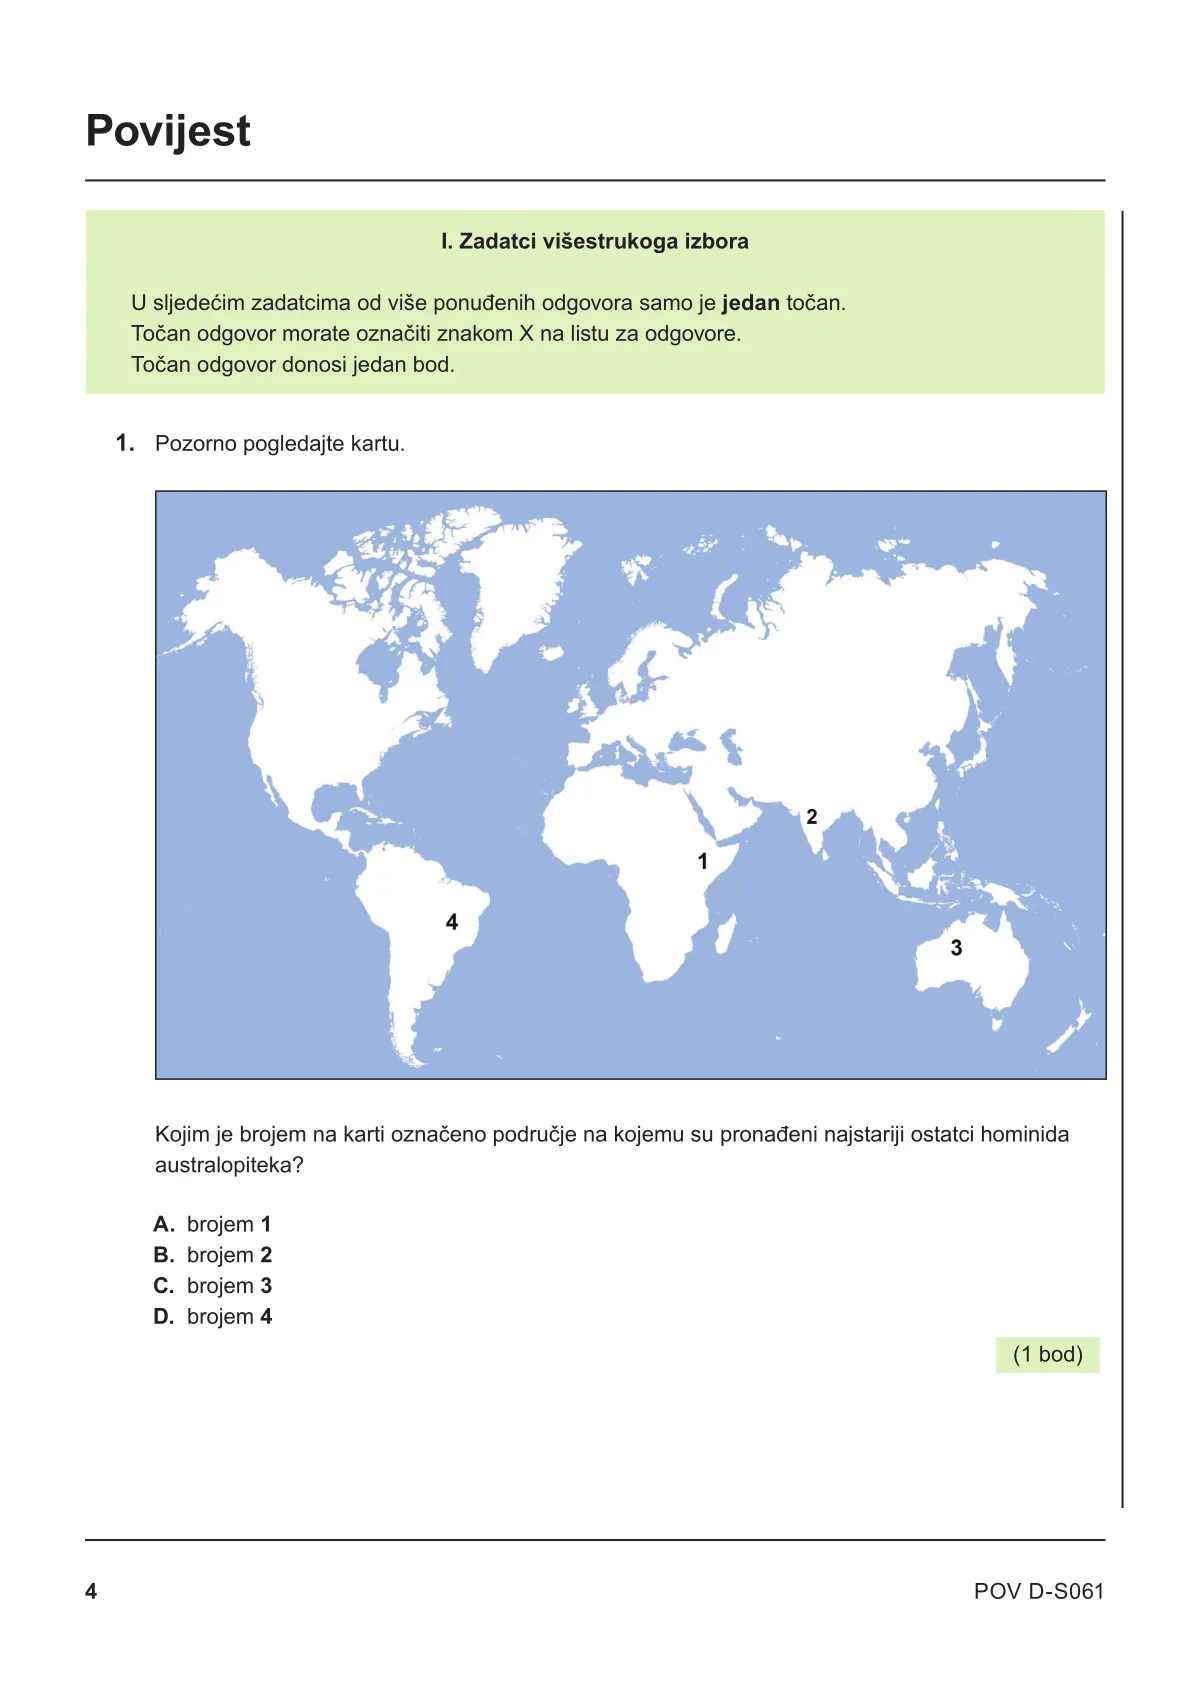 Povijest
I. Zadatci višestrukoga izbora
U sljedećim zadatcima od više ponuđenih odgovora samo je jedan točan.
Točan odgovor morate označiti znakom X na listu za odgovore.
Točan odgovor donosi jedan bod.
1. Pozorno pogledajte kartu.
2
1
4
3
Kojim je brojem na karti označeno područje na kojemu su pronađeni najstariji ostatci hominida
australopiteka?
A. brojem 1
B. brojem 2
C. brojem 3
D. brojem 4
(1 bod)
4
POV D-S061